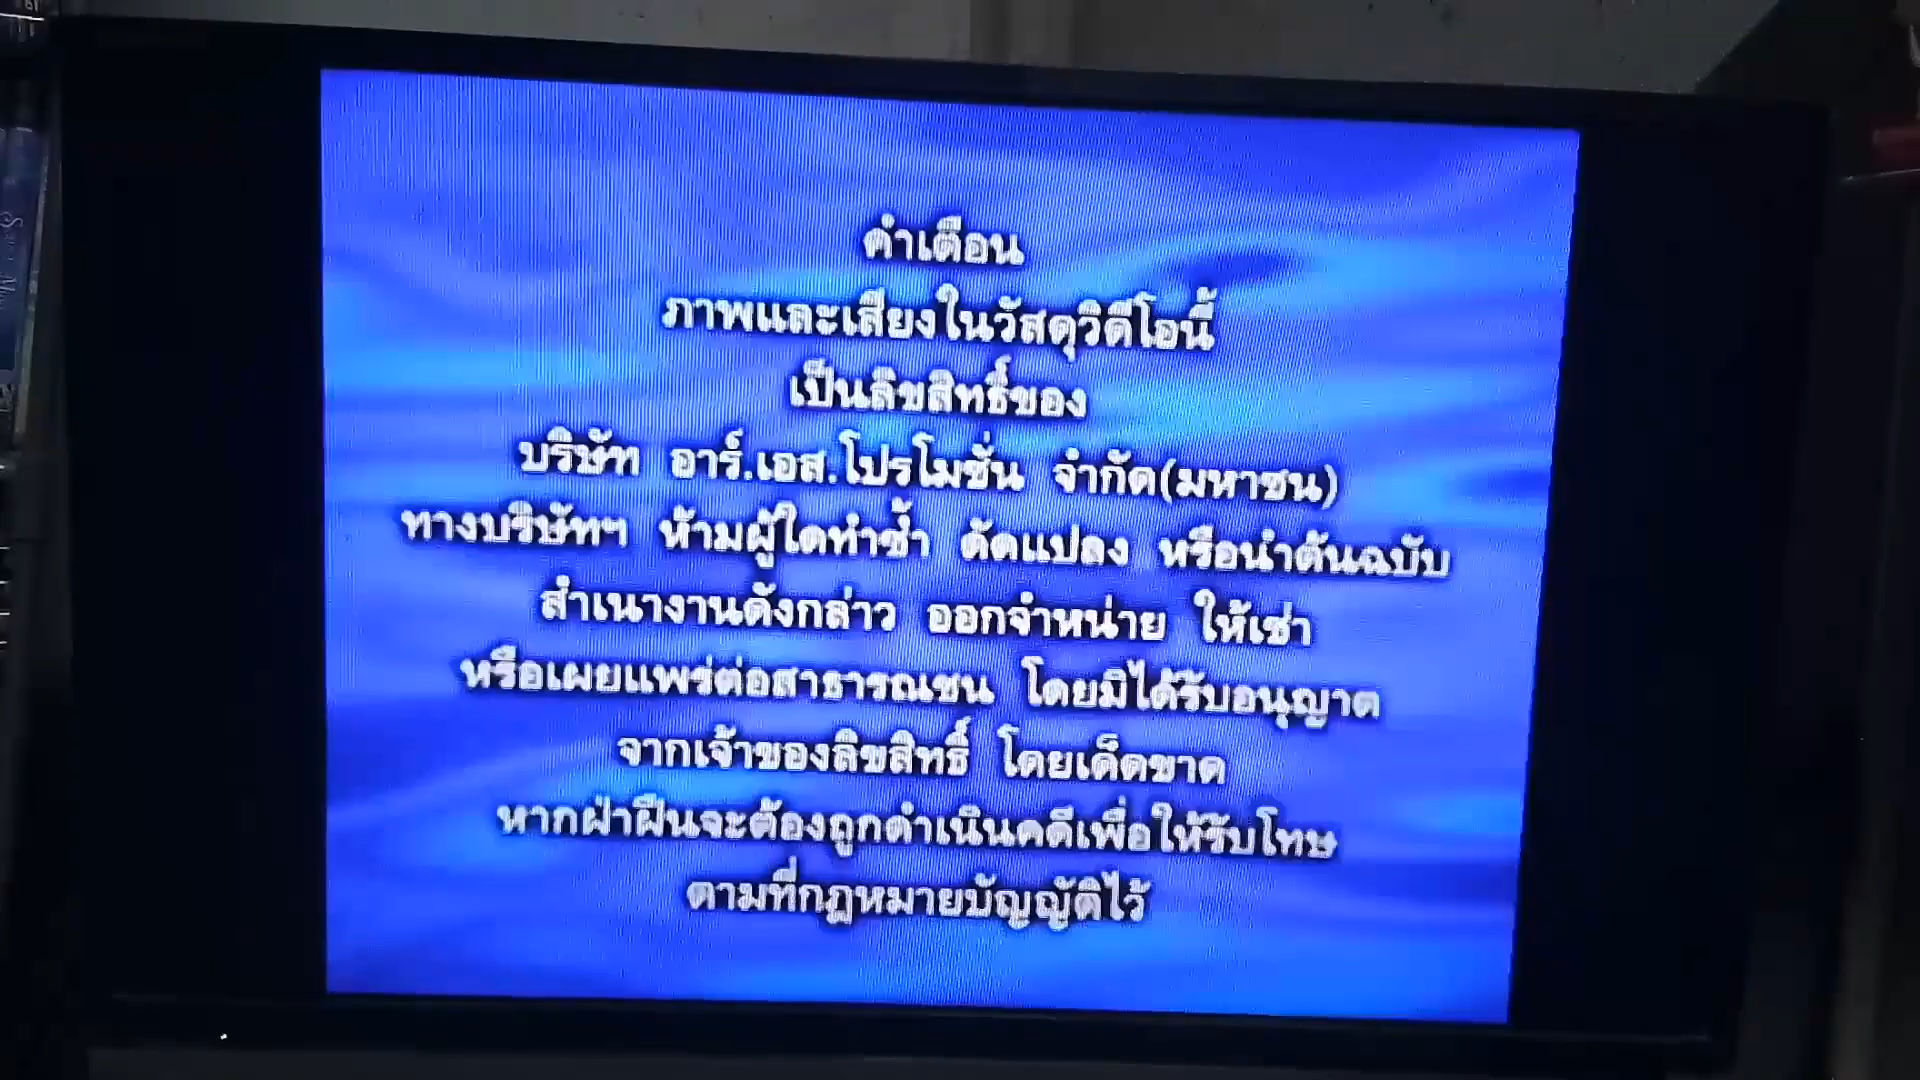 คำเตือน
ภาพและเสียงในวัสดุวิดีโอนี้
เป็นลิขสิทธิ์ของ
บริษัท อาร์.เอส.โปรโมชั่น จำกัด(มหาชน)
ทางบริษัทฯ ห้ามผู้ใดทำซ้ำ ดัดแปลง หรือนำต้นฉบับ
สำเนางานดังกล่าว ออกจำหน่าย ให้เช่า
หรือเผยแพร่ต่อสาธารณชน โดยมิได้รับอนุญาต
จากเจ้าของลิขสิทธิ์ โดยเด็ดขาด
หากฝ่าฝืนจะต้องถูกดำเนินคดีเพื่อให้รับโทษ
ตามที่กฎหมายบัญญัติไว้